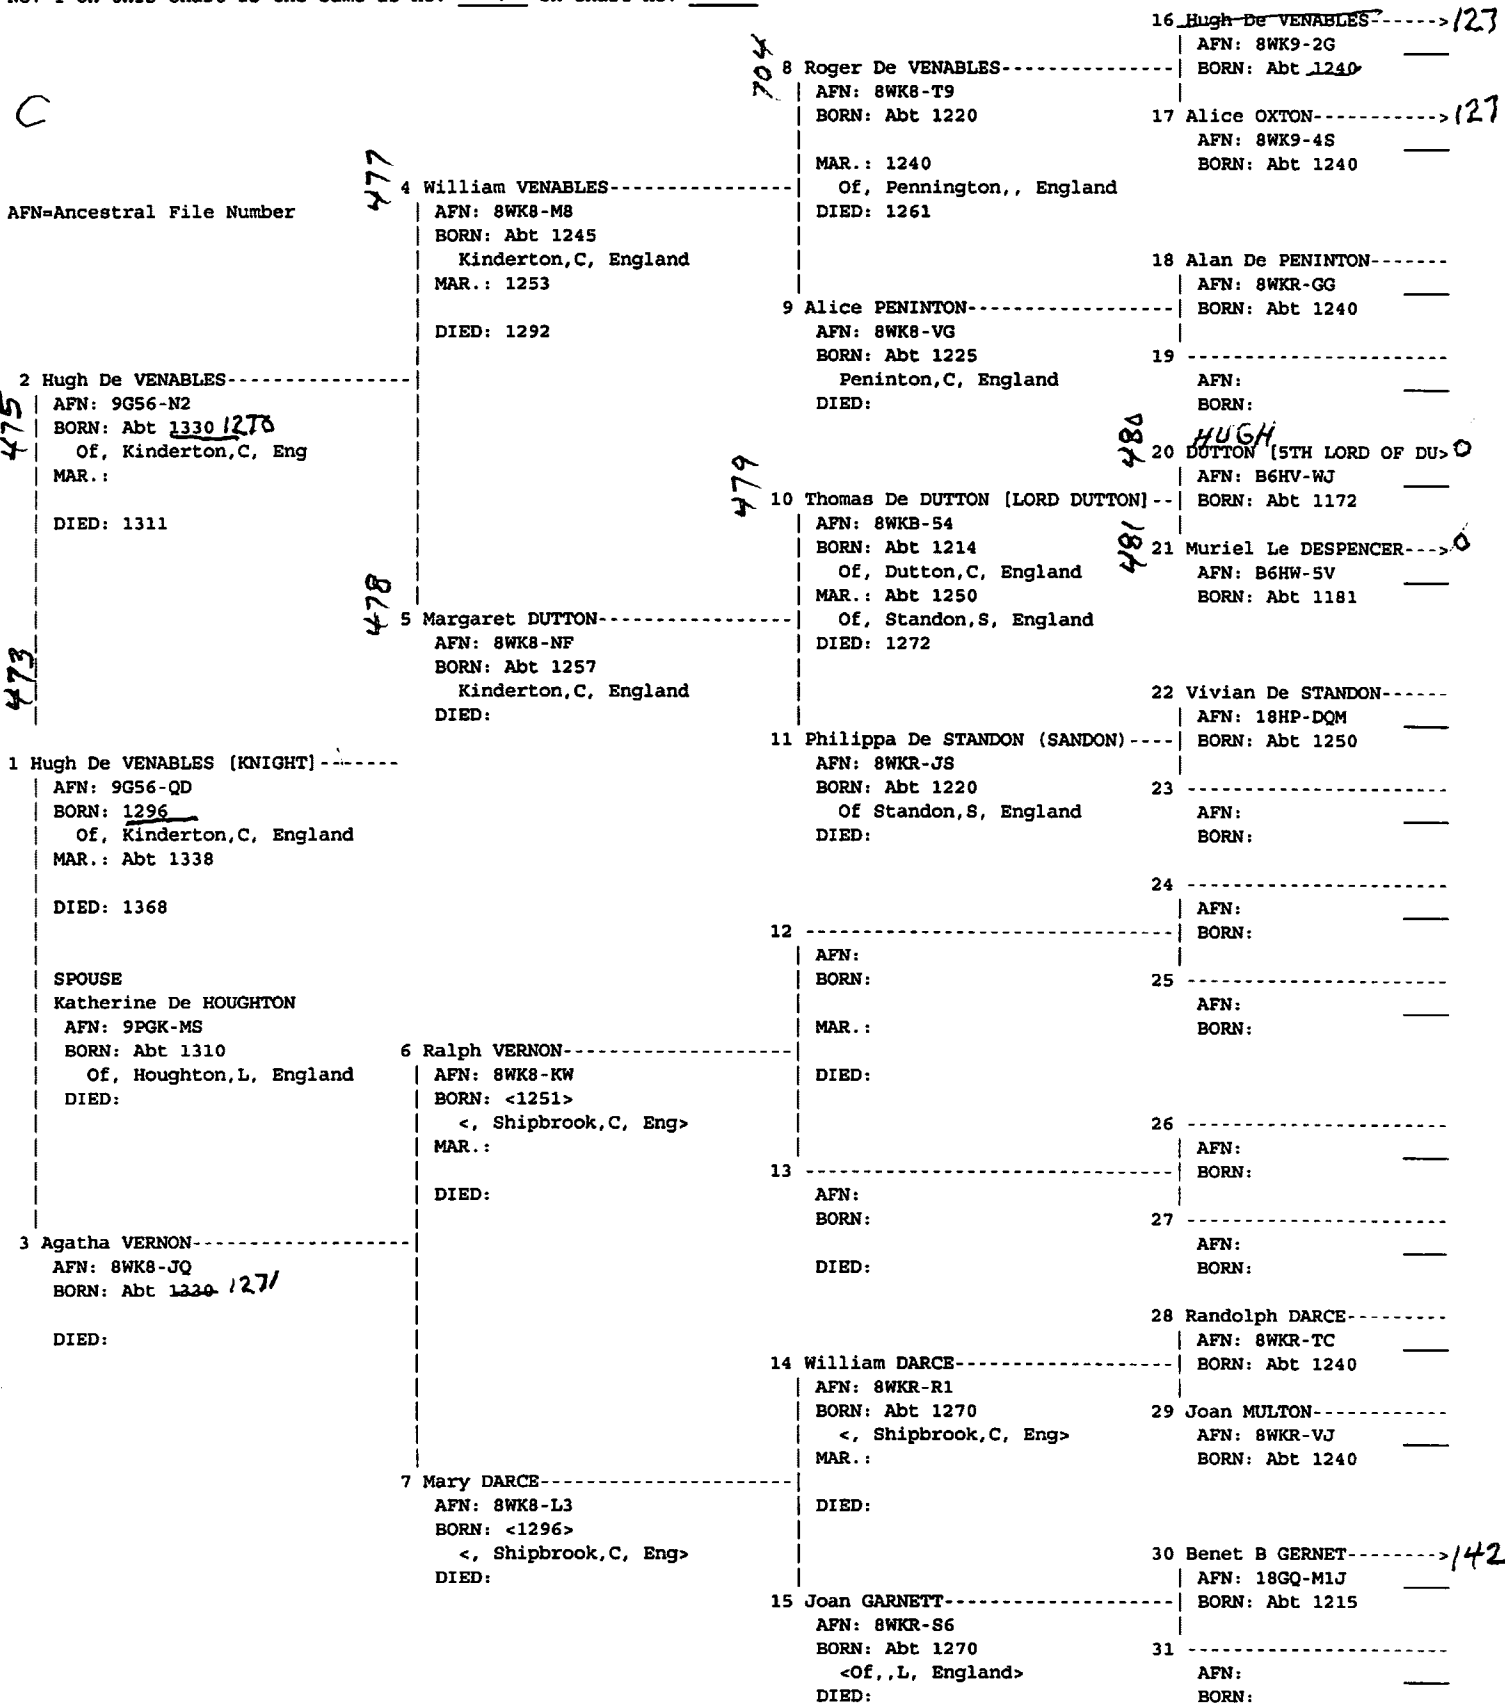 C
AFN=Ancestral File Number
475
2 Hugh De VENABLES----------------
AFN: 9G56-N2
BORN: Abt 1330 1270
Of, Kinderton,C, Eng
MAR.:
DIED: 1311
473
1 Hugh De VENABLES [KNIGHT]-------
AFN: 9G56-QD
BORN: 1296
Of, Kinderton,C, England
MAR.: Abt 1338
DIED: 1368
SPOUSE
Katherine De HOUGHTON
AFN: 9PGK-MS
BORN: Abt 1310
Of, Houghton,L, England
DIED:
3 Agatha VERNON------------------
AFN: 8WK8-JQ
BORN: Abt 1330 1271
DIED:
477
4 William VENABLES---------------
AFN: 8WK8-M8
BORN: Abt 1245
Kinderton,C, England
MAR.: 1253
DIED: 1292
478
5 Margaret DUTTON----------------
AFN: 8WK8-NF
BORN: Abt 1257
Kinderton,C, England
DIED:
6 Ralph VERNON-------------------
AFN: 8WK8-KW
BORN: <1251>
<, Shipbrook,C, Eng>
MAR.:
DIED:
7 Mary DARCE---------------------
AFN: 8WK8-L3
BORN: <1296>
<, Shipbrook,C, Eng>
DIED:
704
8 Roger De VENABLES--------------
AFN: 8WK8-T9
BORN: Abt 1220
MAR.: 1240
Of, Pennington,, England
DIED: 1261
9 Alice PENINTON-----------------
AFN: 8WK8-VG
BORN: Abt 1225
Peninton,C, England
DIED:
479
10 Thomas De DUTTON [LORD DUTTON]--
AFN: 8WKB-54
BORN: Abt 1214
Of, Dutton,C, England
MAR.: Abt 1250
Of, Standon,S, England
DIED: 1272
11 Philippa De STANDON (SANDON)----
AFN: 8WKR-JS
BORN: Abt 1220
Of Standon,S, England
DIED:
12 -------------------------------
AFN:
BORN:
MAR.:
DIED:
13 -------------------------------
AFN:
BORN:
DIED:
14 William DARCE------------------
AFN: 8WKR-R1
BORN: Abt 1270
<, Shipbrook,C, Eng>
MAR.:
DIED:
15 Joan GARNETT-------------------
AFN: 8WKR-S6
BORN: Abt 1270
<Of,,L, England>
DIED:
16 Hugh De VENABLES------> 127
AFN: 8WK9-2G
BORN: Abt 1240
17 Alice OXTON-----------> 127
AFN: 8WK9-4S
BORN: Abt 1240
18 Alan De PENINTON-------
AFN: 8WKR-GG
BORN: Abt 1240
19 ----------------------
AFN:
BORN:
480
HUGH
20 DUTTON [5TH LORD OF DU> 0
AFN: B6HV-WJ
BORN: Abt 1172
481
21 Muriel Le DESPENCER---> 0
AFN: B6HW-5V
BORN: Abt 1181
22 Vivian De STANDON------
AFN: 18HP-DQM
BORN: Abt 1250
23 ----------------------
AFN:
BORN:
24 ----------------------
AFN:
BORN:
25 ----------------------
AFN:
BORN:
26 ----------------------
AFN:
BORN:
27 ----------------------
AFN:
BORN:
28 Randolph DARCE---------
AFN: 8WKR-TC
BORN: Abt 1240
29 Joan MULTON------------
AFN: 8WKR-VJ
BORN: Abt 1240
30 Benet B GERNET--------> 142
AFN: 18GQ-M1J
BORN: Abt 1215
31 ----------------------
AFN:
BORN: